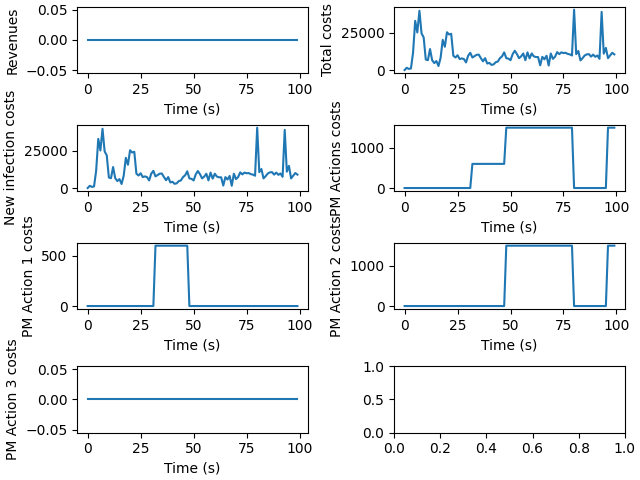 Revenues
0.05
0.00
−0.05
0 25 50 75 100
Time (s)
Total costs
25000
0
0 25 50 75 100
Time (s)
New infection costs
25000
0
0 25 50 75 100
Time (s)
PM Actions costs
1000
0
0 25 50 75 100
Time (s)
PM Action 1 costs
500
0
0 25 50 75 100
Time (s)
PM Action 2 costs
1000
0
0 25 50 75 100
Time (s)
PM Action 3 costs
0.05
0.00
−0.05
0 25 50 75 100
Time (s)
1.0
0.5
0.0
0.0 0.2 0.4 0.6 0.8 1.0